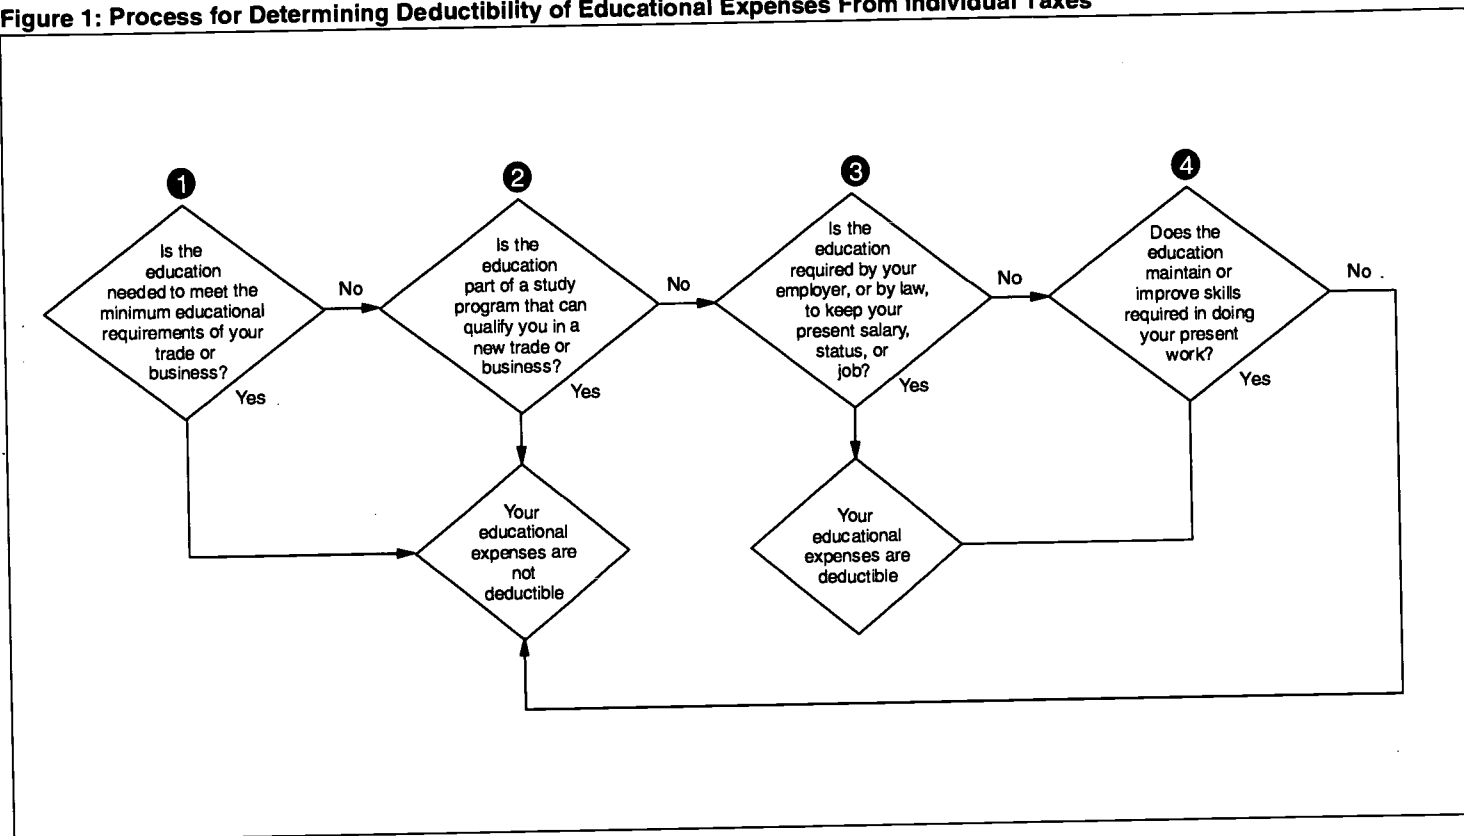 Figure 1: Process for Determining Deductibility of Educational Expenses From Individual Taxes
1
Is the
education
needed to meet the
minimum educational
requirements of your
trade or
business?
Yes
No
2
Is the
education
part of a study
program that can
qualify you in a
new trade or
business?
Yes
No
3
Is the
education
required by your
employer, or by law,
to keep your
present salary,
status, or
job?
Yes
No
4
Does the
education
maintain or
improve skills
required in doing
your present
work?
Yes
No
Your
educational
expenses are
not
deductible
Your
educational
expenses are
deductible